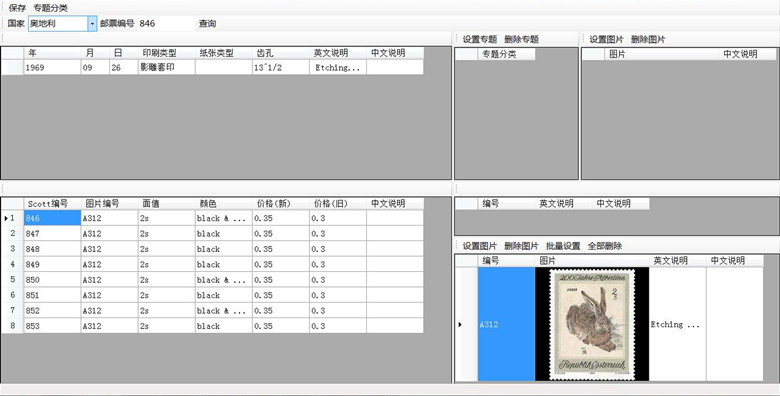 保存 专题分类
国家 奥地利 邮票编号 846 查询
年 月 日 印刷类型 纸张类型 齿孔 英文说明 中文说明
1969 09 26 影雕套印 13^1/2 Etching...
设置专题 删除专题
专题分类
设置图片 删除图片
图片 中文说明
Scott编号 图片编号 面值 颜色 价格(新) 价格(旧) 中文说明
1 846 A312 2s black & ... 0.35 0.3
2 847 A312 2s black 0.35 0.3
3 848 A312 2s black 0.35 0.3
4 849 A312 2s black 0.35 0.3
5 850 A312 2s black & ... 0.35 0.3
6 851 A312 2s black 0.35 0.3
7 852 A312 2s black & ... 0.35 0.3
8 853 A312 2s black 0.35 0.3
编号 英文说明 中文说明
设置图片 删除图片 批量设置 全部删除
编号 图片 英文说明 中文说明
A312 Etching ...
200 Jahre Albertina
Republik Österreich